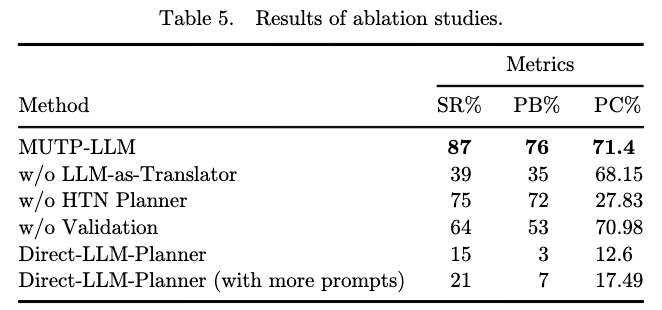 Table 5. Results of ablation studies.
Metrics
Method SR% PB% PC%
MUTP-LLM 87 76 71.4
w/o LLM-as-Translator 39 35 68.15
w/o HTN Planner 75 72 27.83
w/o Validation 64 53 70.98
Direct-LLM-Planner 15 3 12.6
Direct-LLM-Planner (with more prompts) 21 7 17.49